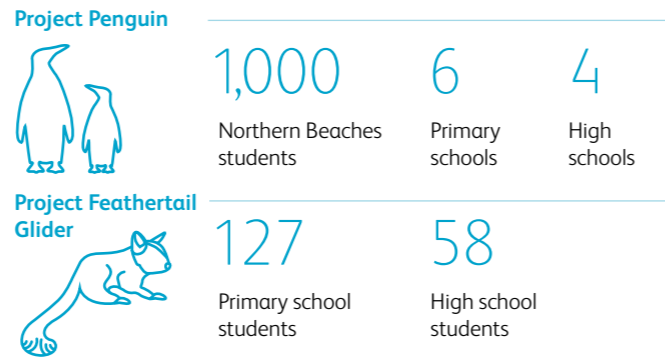 Project Penguin
1,000 6 4
Northern Beaches Primary High
students schools schools
Project Feathertail
Glider
127 58
Primary school High school
students students